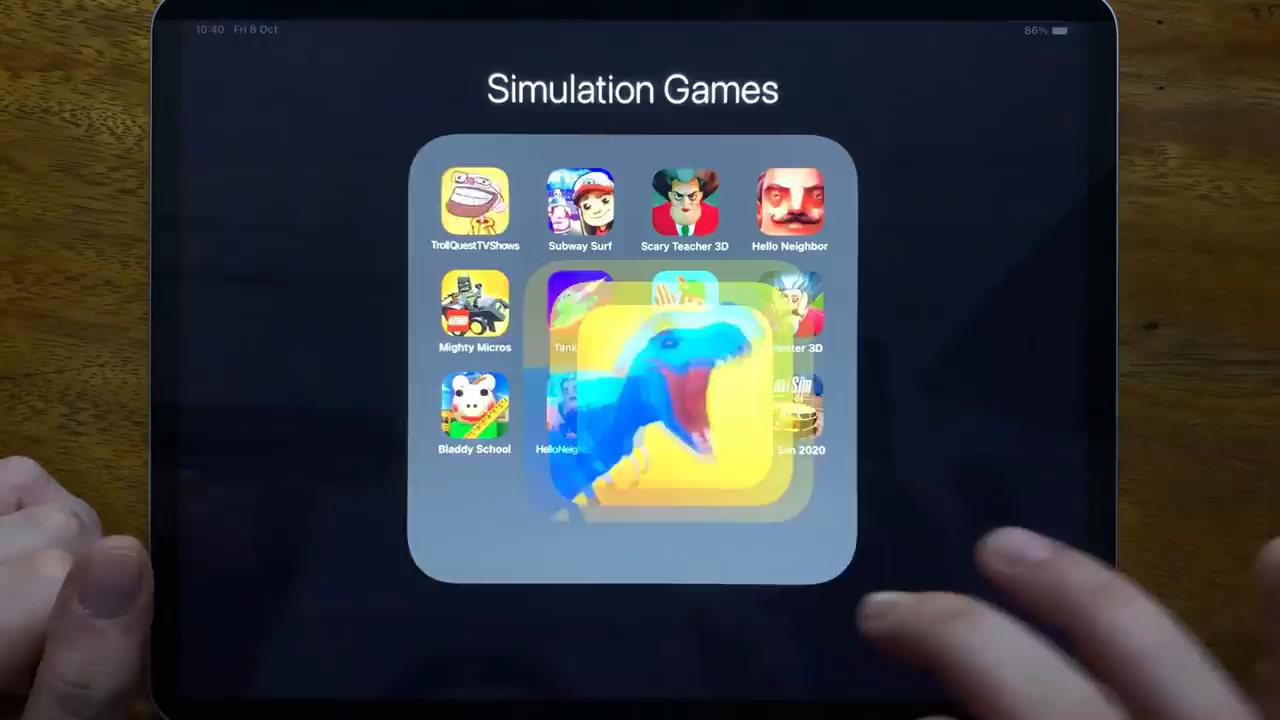 10:40 Fri 8 Oct
86%
Simulation Games
TrollQuestTVShows
Subway Surf
Scary Teacher 3D
Hello Neighbor
LEGO
Mighty Micros
Bladdy School
2020